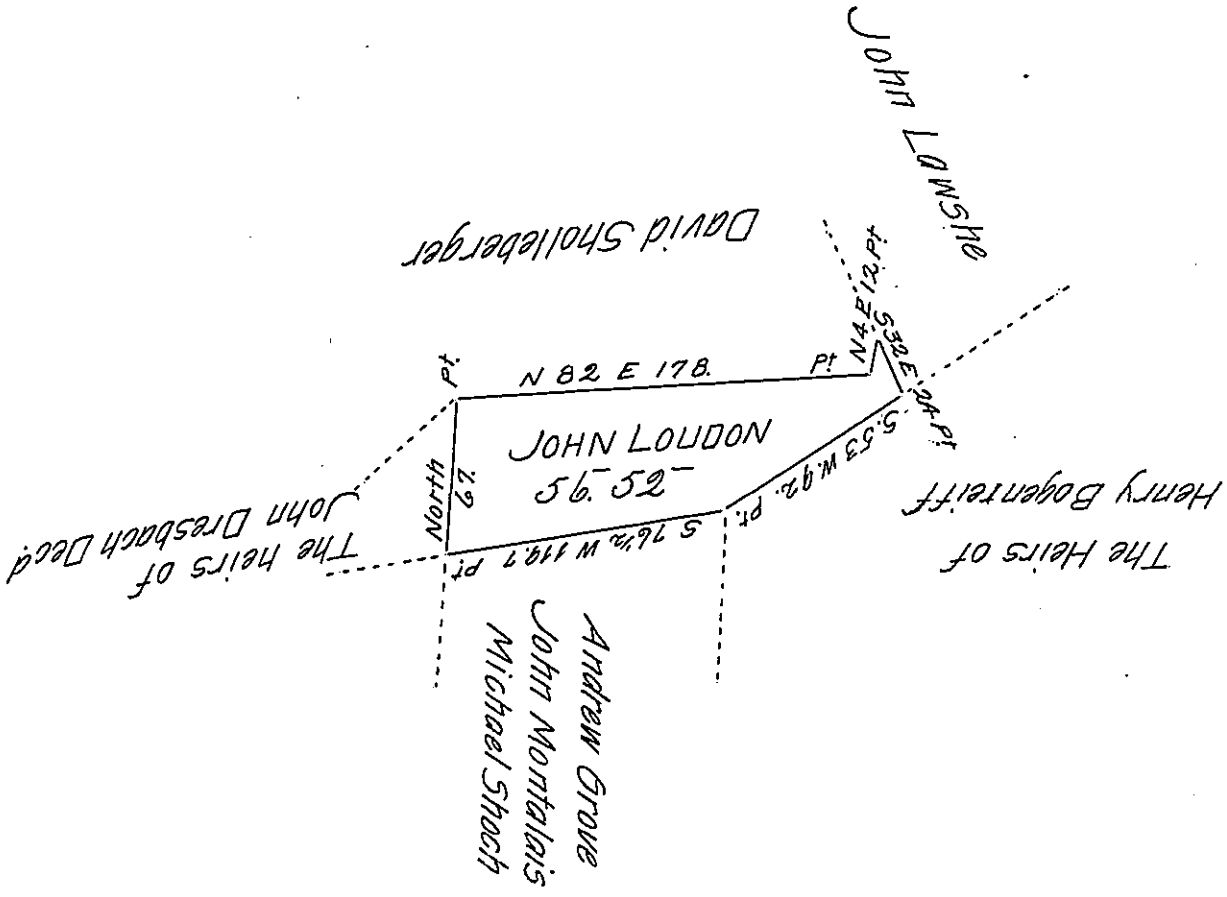 John Lawshe
David Sholleberger
N 4 E 12 Pt
S 32 E 24 Pt
N 82 E 178.
Pt
Pt.
JOHN LOUDON
56.52
North
67
S. 53 W. 92. Pt.
S 76½ W 119.7 Pt
The heirs of
John Dresbach Decd.
The Heirs of
Henry Bogenreiff
Andrew Grove
John Montalais
Michael Shoch